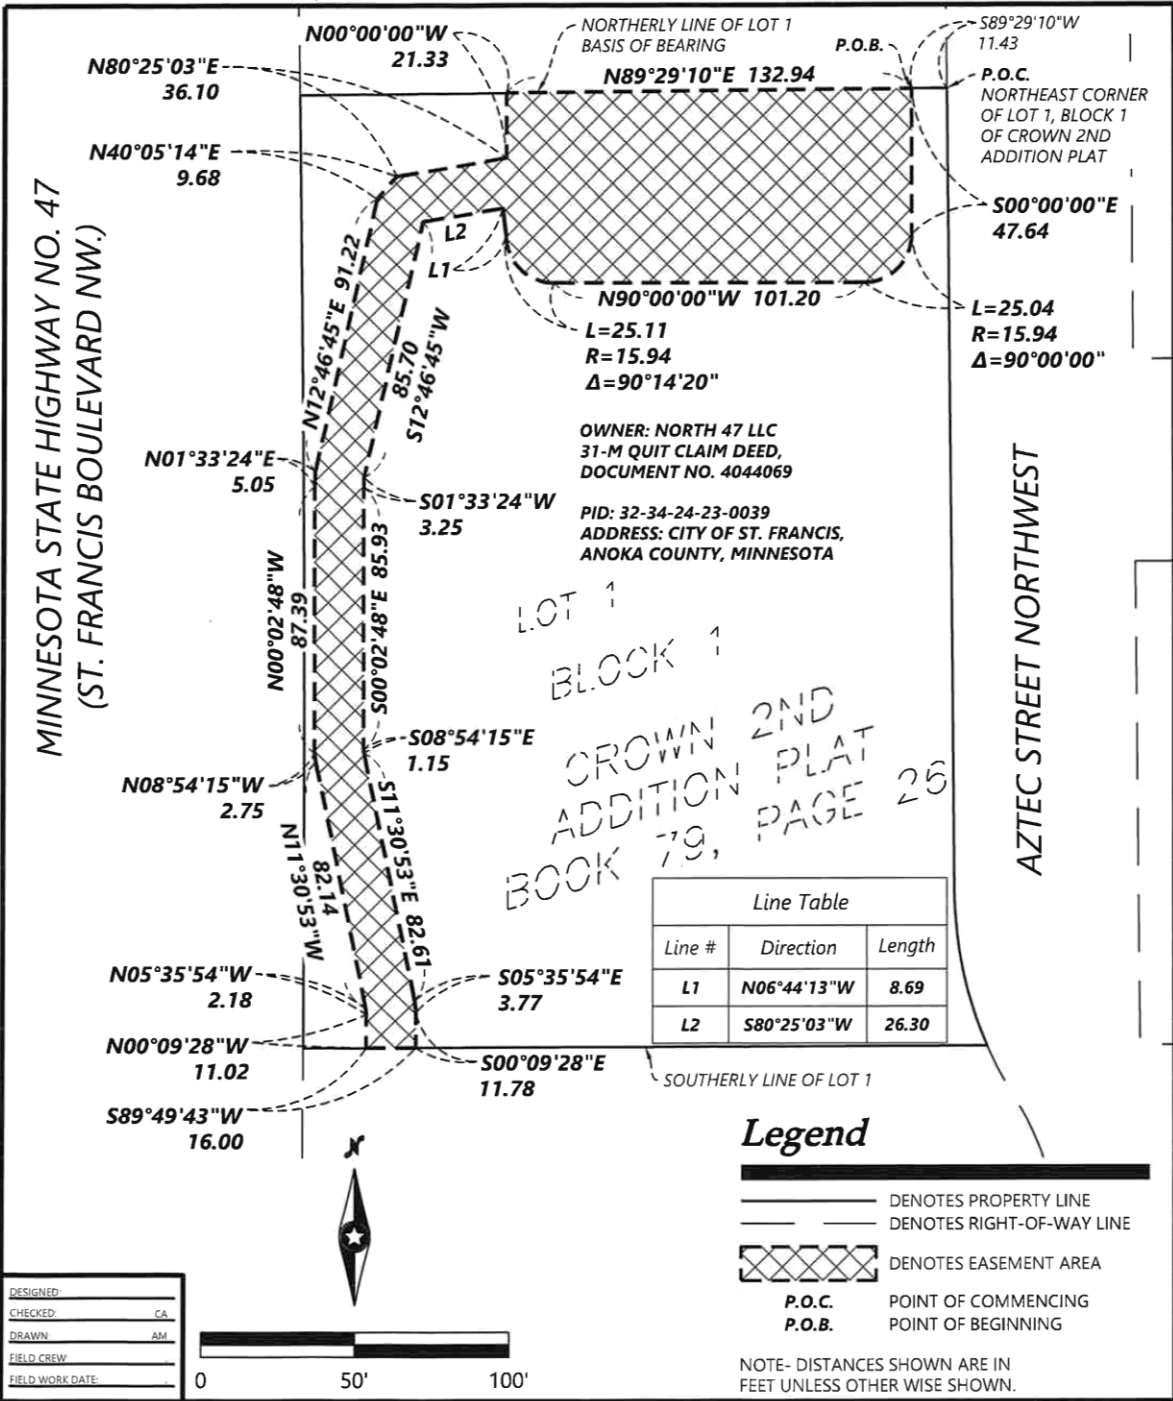 N00°00'00"W
21.33
NORTHERLY LINE OF LOT 1
BASIS OF BEARING
P.O.B.
S89°29'10"W
11.43
N80°25'03"E
36.10
N89°29'10"E 132.94
P.O.C.
NORTHEAST CORNER
OF LOT 1, BLOCK 1
OF CROWN 2ND
ADDITION PLAT
N40°05'14"E
9.68
S00°00'00"E
47.64
L2
L1
N90°00'00"W 101.20
L=25.11
R=15.94
Δ=90°14'20"
L=25.04
R=15.94
Δ=90°00'00"
MINNESOTA STATE HIGHWAY NO. 47
(ST. FRANCIS BOULEVARD NW.)
N12°46'45"E 91.22
85.70
S12°46'45"W
OWNER: NORTH 47 LLC
31-M QUIT CLAIM DEED,
DOCUMENT NO. 4044069
PID: 32-34-24-23-0039
ADDRESS: CITY OF ST. FRANCIS,
ANOKA COUNTY, MINNESOTA
N01°33'24"E
5.05
S01°33'24"W
3.25
N00°02'48"W
87.39
S00°02'48"E 85.93
LOT 1
BLOCK 1
CROWN 2ND
ADDITION PLAT
BOOK 79, PAGE 26
AZTEC STREET NORTHWEST
S08°54'15"E
1.15
N08°54'15"W
2.75
N11°30'53"W
82.14
S11°30'53"E 82.61
Line Table
Line # Direction Length
L1 N06°44'13"W 8.69
L2 S80°25'03"W 26.30
N05°35'54"W
2.18
S05°35'54"E
3.77
N00°09'28"W
11.02
S00°09'28"E
11.78
SOUTHERLY LINE OF LOT 1
S89°49'43"W
16.00
N
Legend
DENOTES PROPERTY LINE
DENOTES RIGHT-OF-WAY LINE
DENOTES EASEMENT AREA
P.O.C. POINT OF COMMENCING
P.O.B. POINT OF BEGINNING
NOTE- DISTANCES SHOWN ARE IN
FEET UNLESS OTHER WISE SHOWN.
DESIGNED:
CHECKED: CA
DRAWN AM
FIELD CREW
FIELD WORK DATE:
0 50' 100'